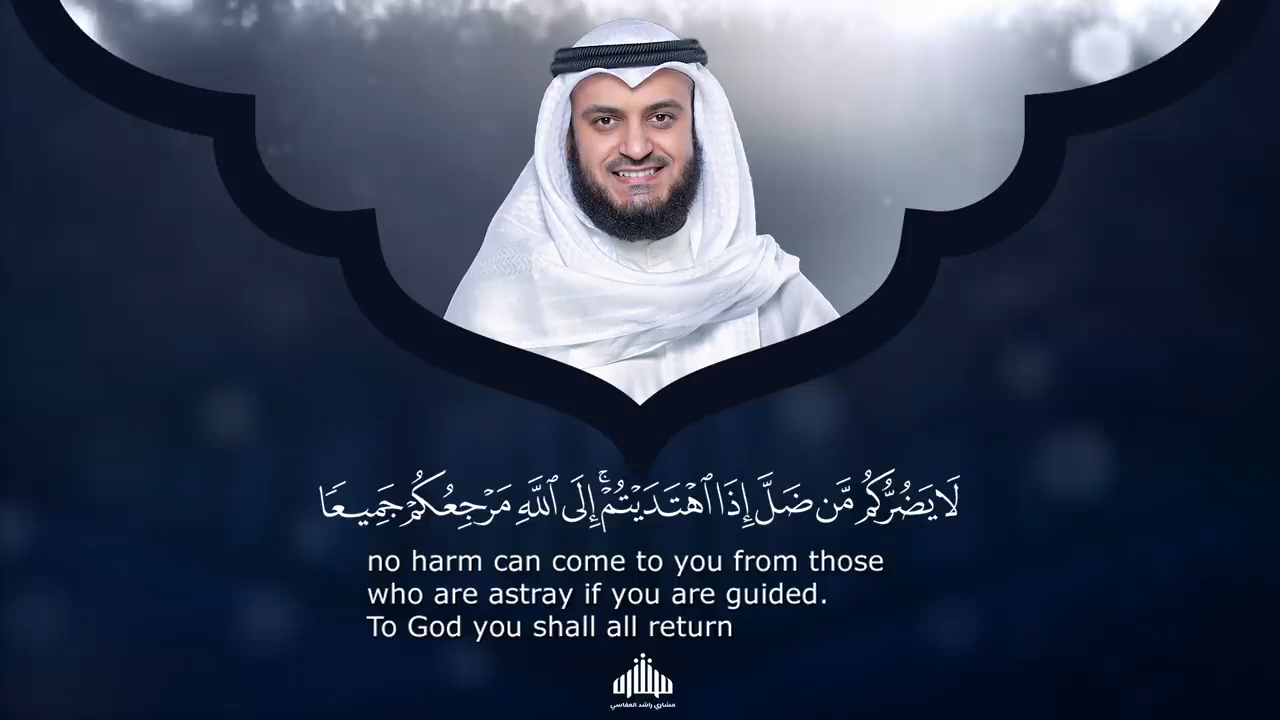 لَا يَضُرُّكُم مَّن ضَلَّ إِذَا ٱهْتَدَيْتُمْ ۚ إِلَى ٱللَّهِ مَرْجِعُكُمْ جَمِيعًا
no harm can come to you from those
who are astray if you are guided.
To God you shall all return
مشاري راشد العفاسي